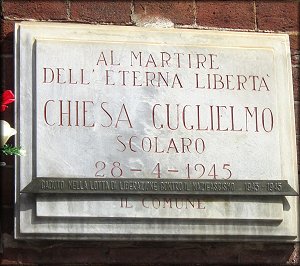 AL MARTIRE
DELL'ETERNA LIBERTÀ
CHIESA GUGLIELMO
SCOLARO
28-4-1945
CADUTO NELLA LOTTA DI LIBERAZIONE CONTRO IL NAZIFASCISMO 1943 1945
IL COMUNE